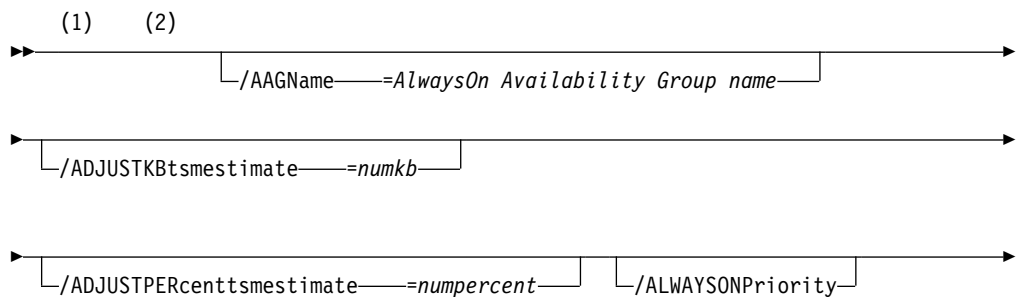 (1) (2)
/AAGName =AlwaysOn Availability Group name
/ADJUSTKBtsmestimate =numkb
/ADJUSTPERcenttsmestimate =numpercent /ALWAYSONPriority